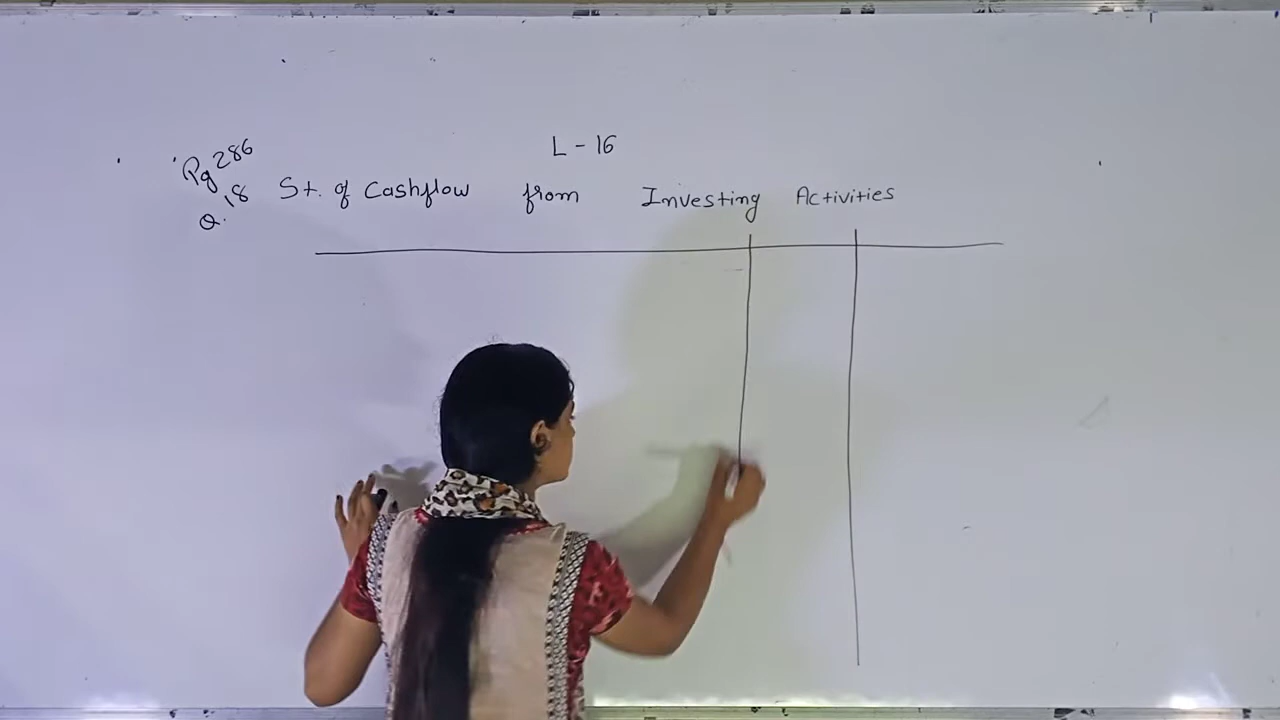 L - 16
Pg 286
Q. 18
St. of Cashflow from Investing Activities